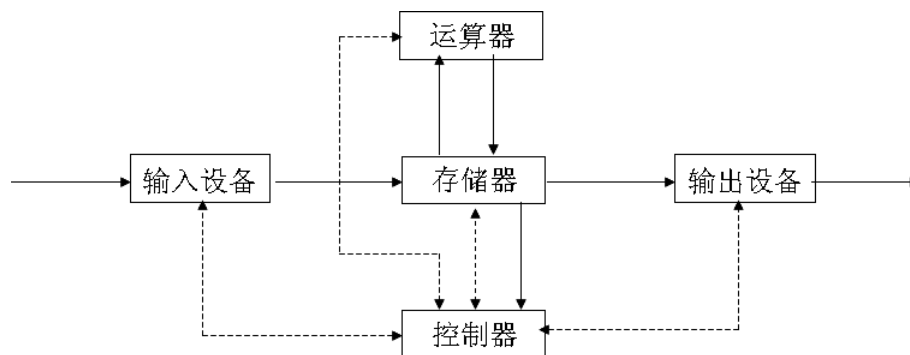 运算器
输入设备
存储器
输出设备
控制器